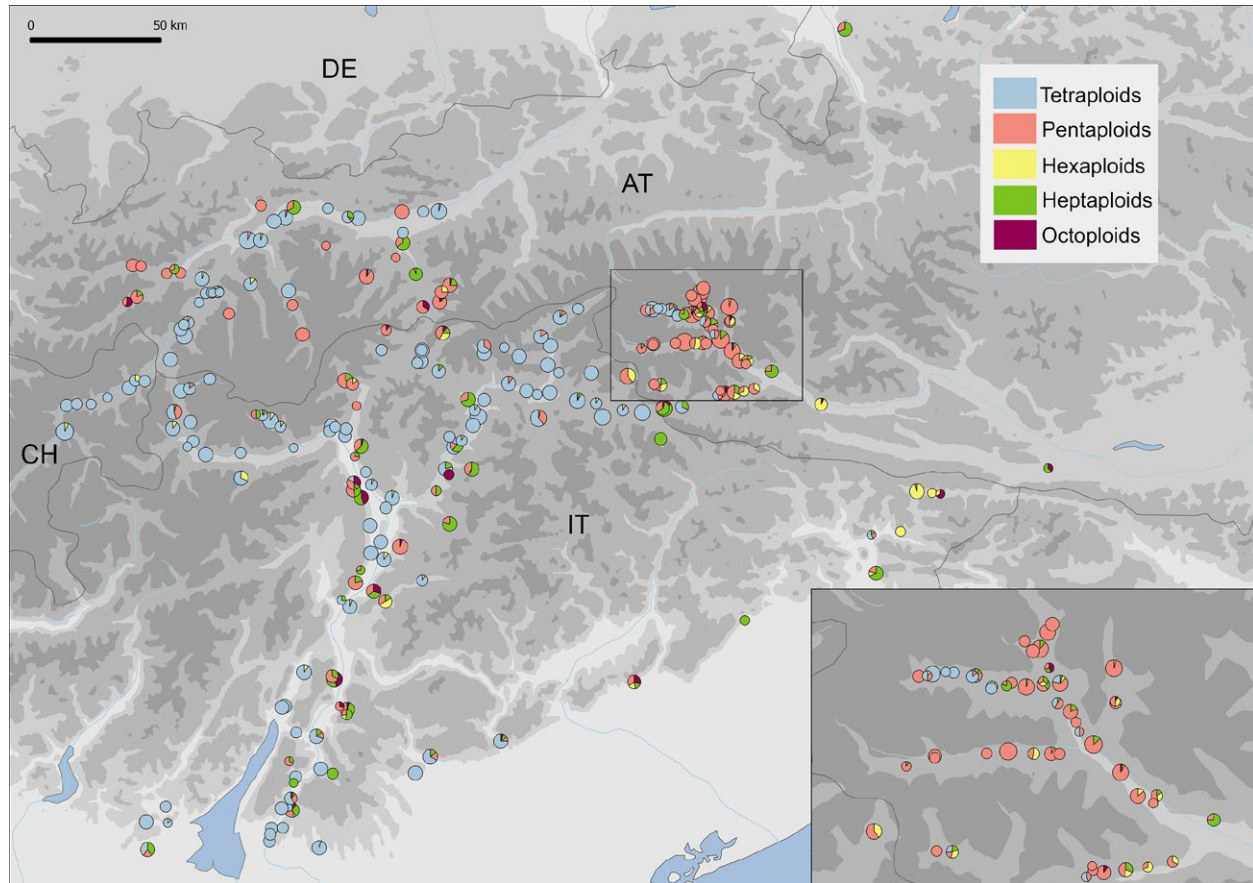 0 50 km
DE
AT
CH
IT
Tetraploids
Pentaploids
Hexaploids
Heptaploids
Octoploids